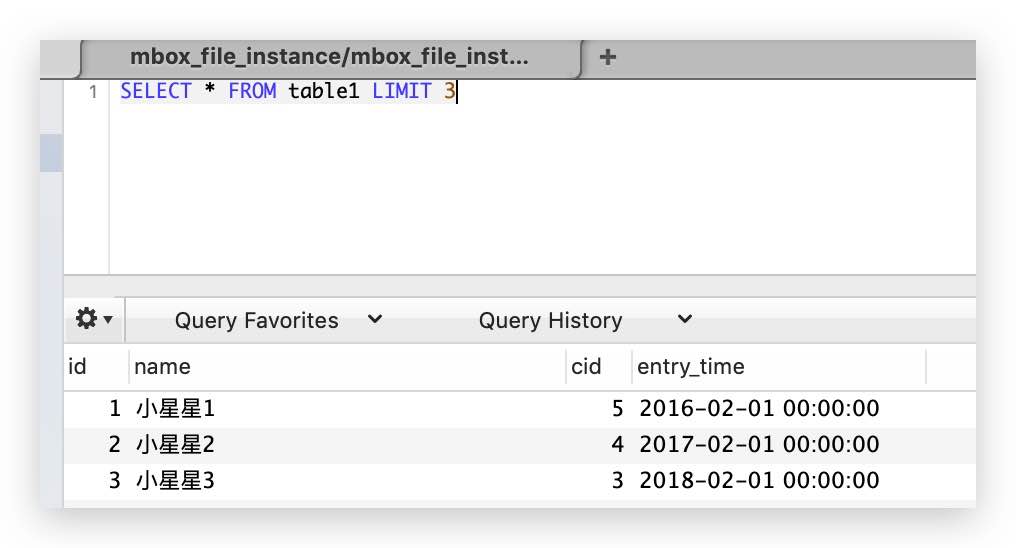 mbox_file_instance/mbox_file_inst... +
1 SELECT * FROM table1 LIMIT 3
Query Favorites Query History
id name cid entry_time
1 小星星1 5 2016-02-01 00:00:00
2 小星星2 4 2017-02-01 00:00:00
3 小星星3 3 2018-02-01 00:00:00